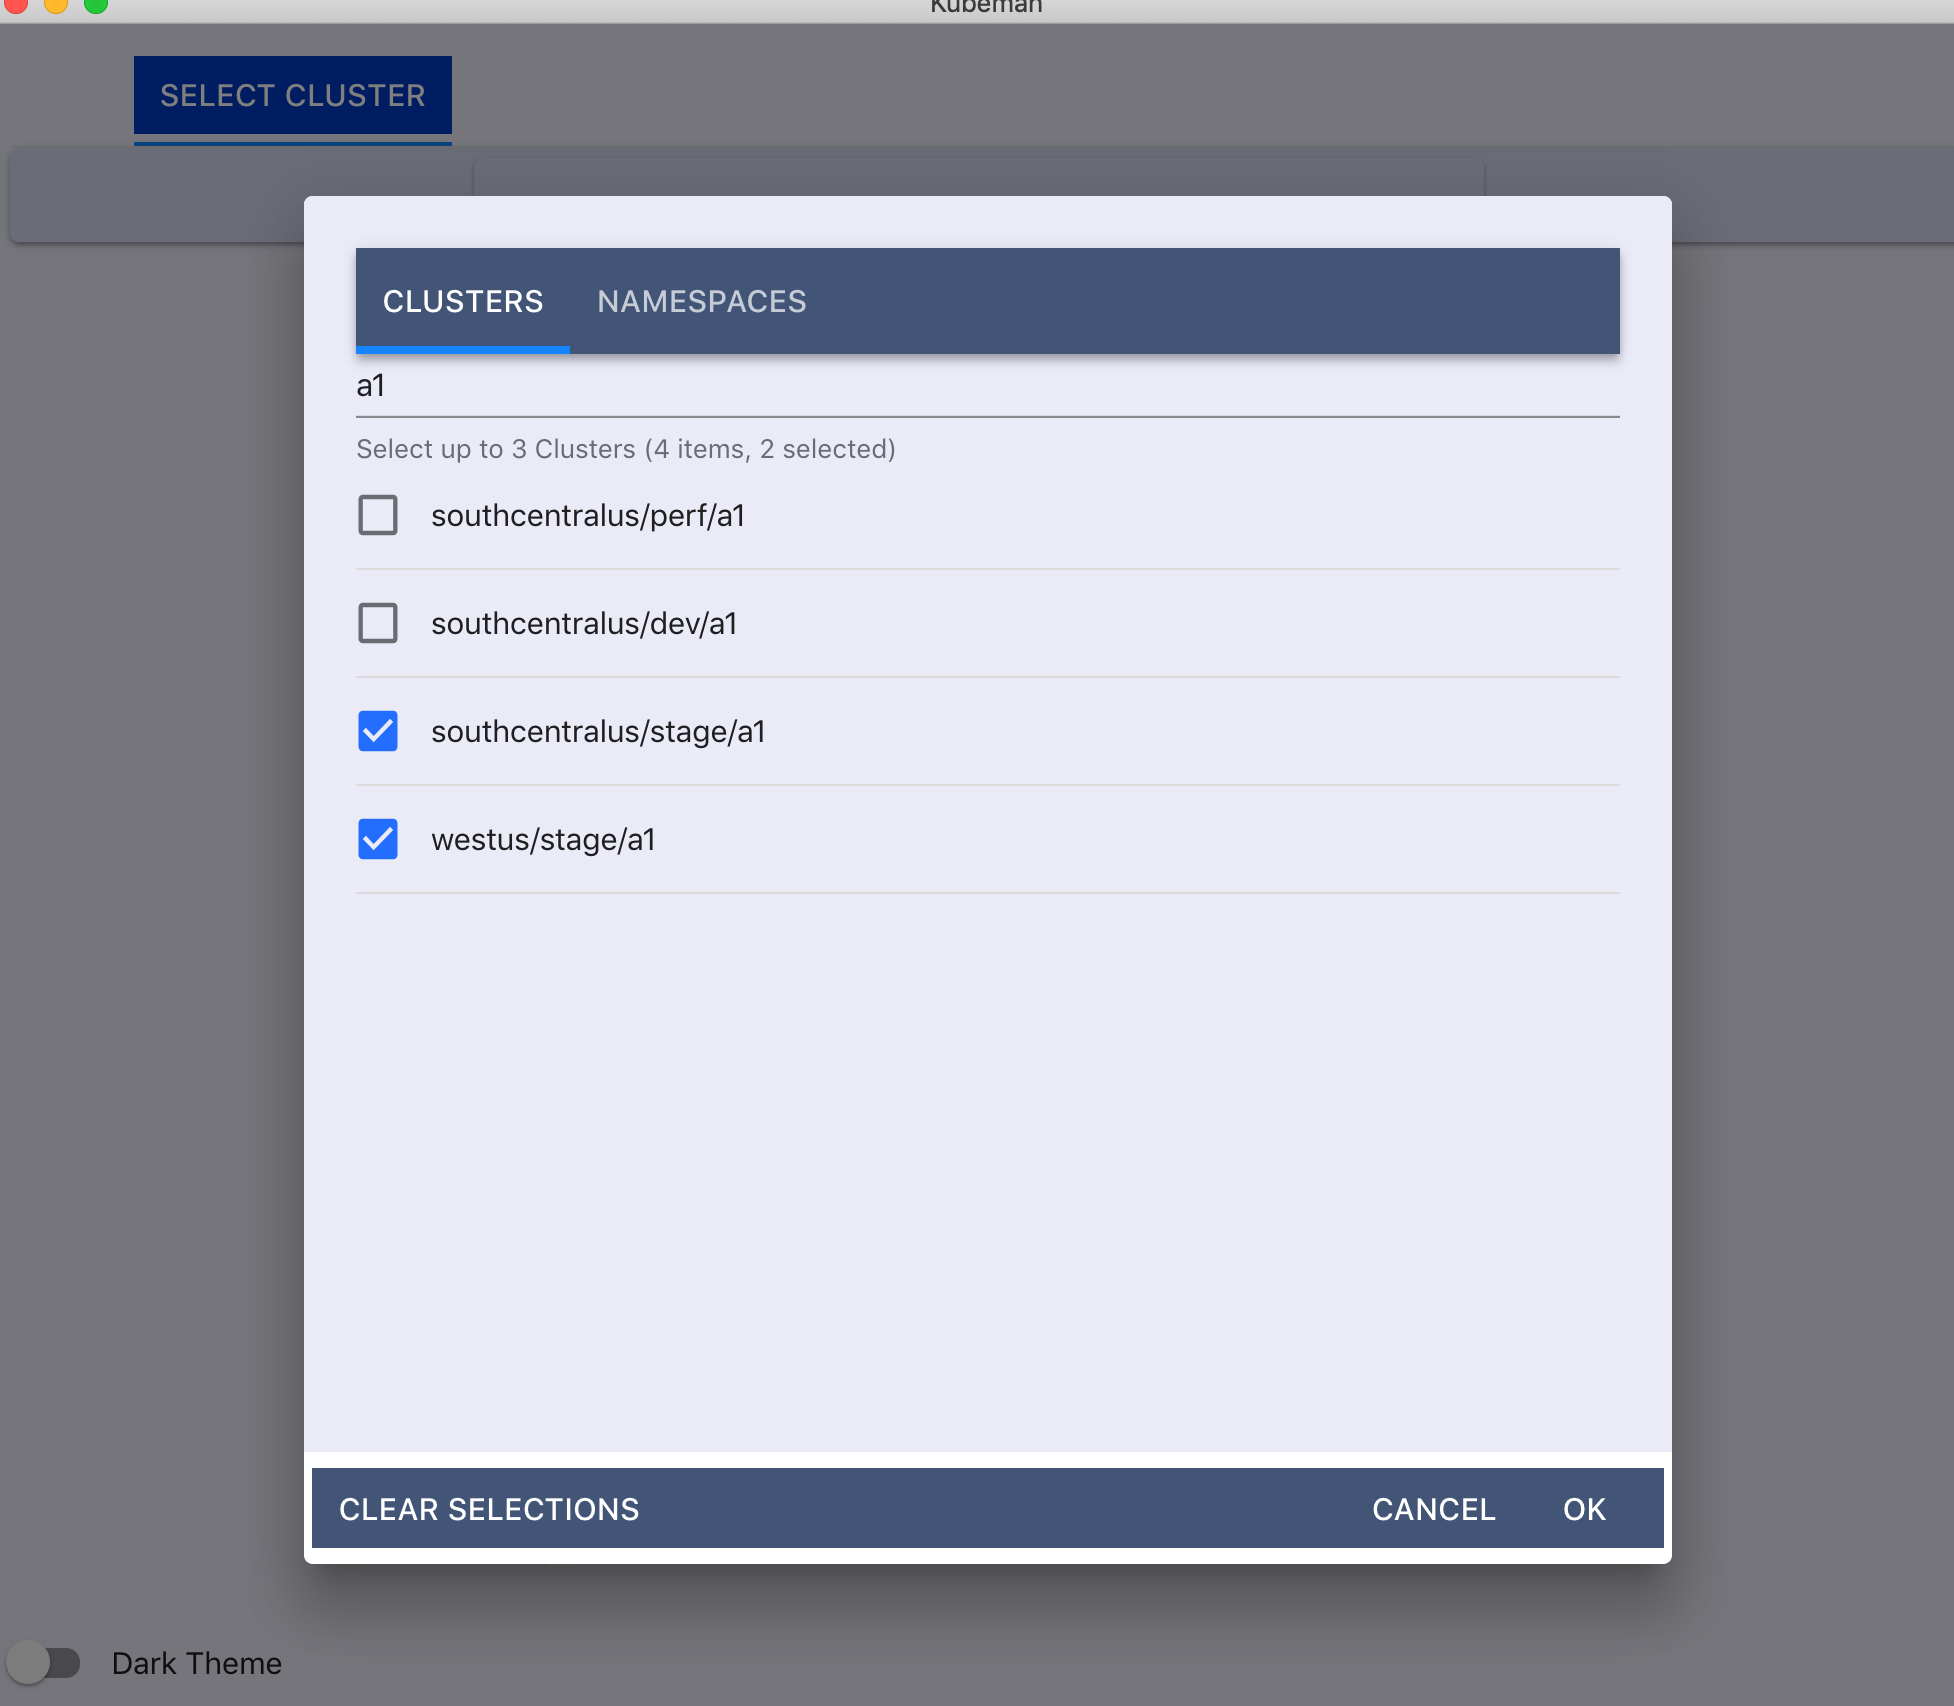 Kubeman
SELECT CLUSTER
CLUSTERS NAMESPACES
a1
Select up to 3 Clusters (4 items, 2 selected)
southcentralus/perf/a1
southcentralus/dev/a1
southcentralus/stage/a1
westus/stage/a1
CLEAR SELECTIONS CANCEL OK
Dark Theme